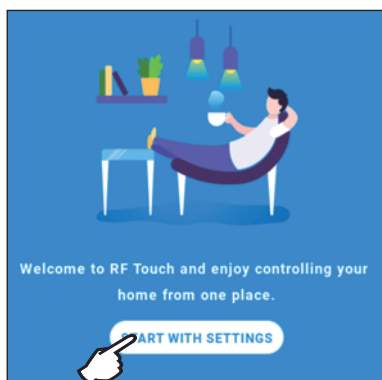 Welcome to RF Touch and enjoy controlling your
home from one place.
START WITH SETTINGS